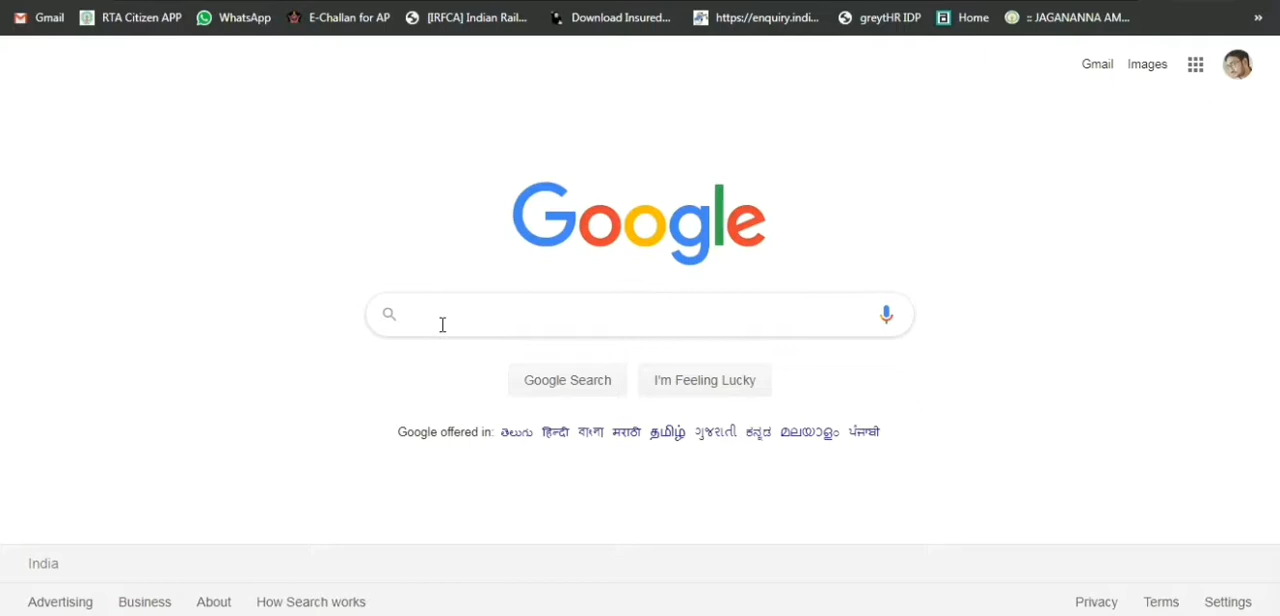 Gmail RTA Citizen APP WhatsApp E-Challan for AP [IRFCA] Indian Rail... Download Insured... https://enquiry.indi... greytHR IDP Home :: JAGANANNA AM... »
Gmail Images
Google
Google Search I'm Feeling Lucky
Google offered in: తెలుగు हिन्दी বাংলা मराठी தமிழ் ગુજરાતી ಕನ್ನಡ മലയാളം ਪੰਜਾਬੀ
India
Advertising Business About How Search works Privacy Terms Settings